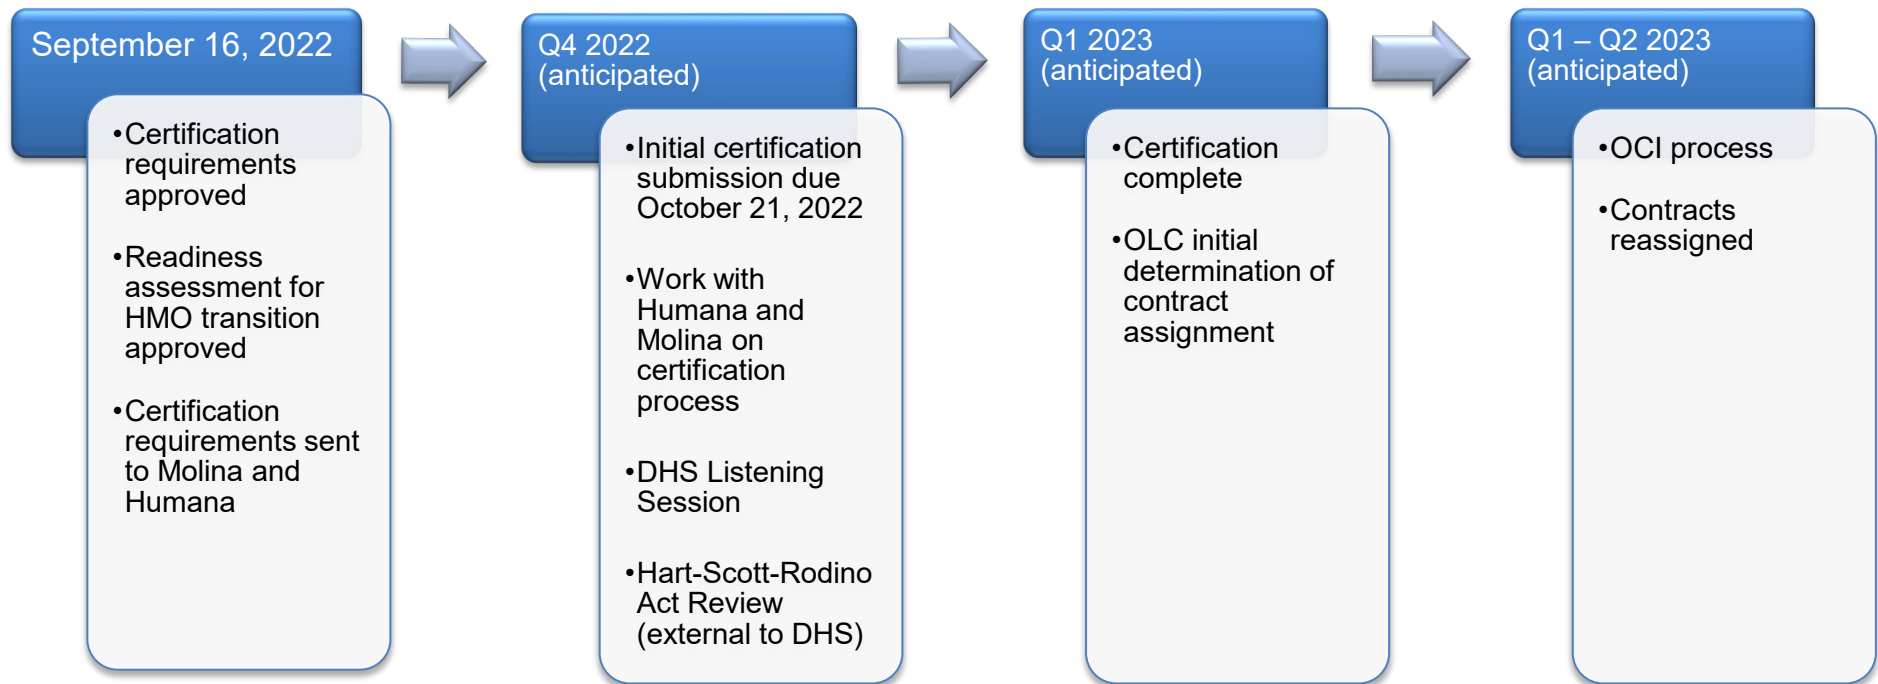 September 16, 2022
•Certification
requirements
approved
•Readiness
assessment for
HMO transition
approved
•Certification
requirements sent
to Molina and
Humana
Q4 2022
(anticipated)
•Initial certification
submission due
October 21, 2022
•Work with
Humana and
Molina on
certification
process
•DHS Listening
Session
•Hart-Scott-Rodino
Act Review
(external to DHS)
Q1 2023
(anticipated)
•Certification
complete
•OLC initial
determination of
contract
assignment
Q1 – Q2 2023
(anticipated)
•OCI process
•Contracts
reassigned